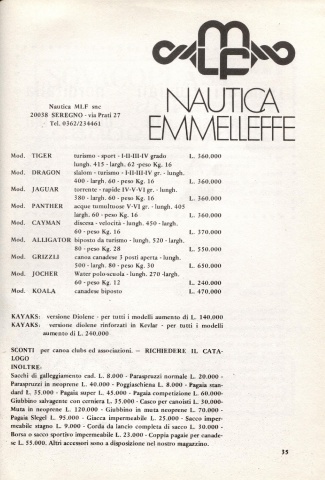 MLF
NAUTICA
EMMELLEFFE
Nautica MLF snc
20038 SEREGNO - via Prati 27
Tel. 0362/234461
Mod. TIGER turismo - sport - I-II-III-IV grado
lungh. 415 - largh. 62 -peso Kg. 16 L. 360.000
Mod. DRAGON slalom - turismo - I-II-III-IV gr. - lungh.
400 - largh. 60 - peso Kg. 16 L. 360.000
Mod. JAGUAR torrente - rapide IV-V-VI gr. - lungh.
380 - largh. 60 - peso Kg. 16 L. 360.000
Mod. PANTHER acque tumultuose V-VI gr. - lungh. 405
largh. 60 - peso Kg. 16 L. 360.000
Mod. CAYMAN discesa - velocità - lungh. 450 - largh.
60 - peso Kg. 16 L. 370.000
Mod. ALLIGATOR biposto da turismo - lungh. 520 - largh.
80 - peso Kg. 28 L. 550.000
Mod. GRIZZLI canoa canadese 3 posti aperta - lungh.
500 - largh. 80 - peso Kg. 30 L. 650.000
Mod. JOCHER Water polo-scuola - lungh. 270 -largh.
60 - peso Kg. 12 L. 240.000
Mod. KOALA canadese biposto L. 470.000
KAYAKS: versione Diolene - per tutti i modelli aumento di L. 140.000
KAYAKS: versione diolene rinforzati in Kevlar - per tutti i modelli
aumento di L. 240.000
SCONTI per canoa clubs ed associazioni. — RICHIEDERE IL CATA-
LOGO
INOLTRE:
Sacchi di galleggiamento cad. L. 8.000 - Paraspruzzi normale L. 20.000 -
Paraspruzzi in neoprene L. 40.000 - Poggiaschiena L. 8.000 - Pagaia stan-
dard L. 35.000 - Pagaia super L. 45.000 - Pagaia competizione L. 60.000-
Giubbino salvagente con cerniera L. 35.000 - Casco per canoisti L. 30.000-
Muta in neoprene L. 120.000 - Giubbino in muta neoprene L. 70.000 -
Pagaia Slegel L. 95.000 - Giacca impermeabile L. 25.000 - Sacco imper-
meabile stagno L. 9.000 - Corda da lancio completa di sacco L. 30.000 -
Borsa o sacco sportivo impermeabile L. 23.000 - Coppia pagaie per canade-
se L. 55.000. Altri accessori sono a disposizione nel nostro magazzino.
35